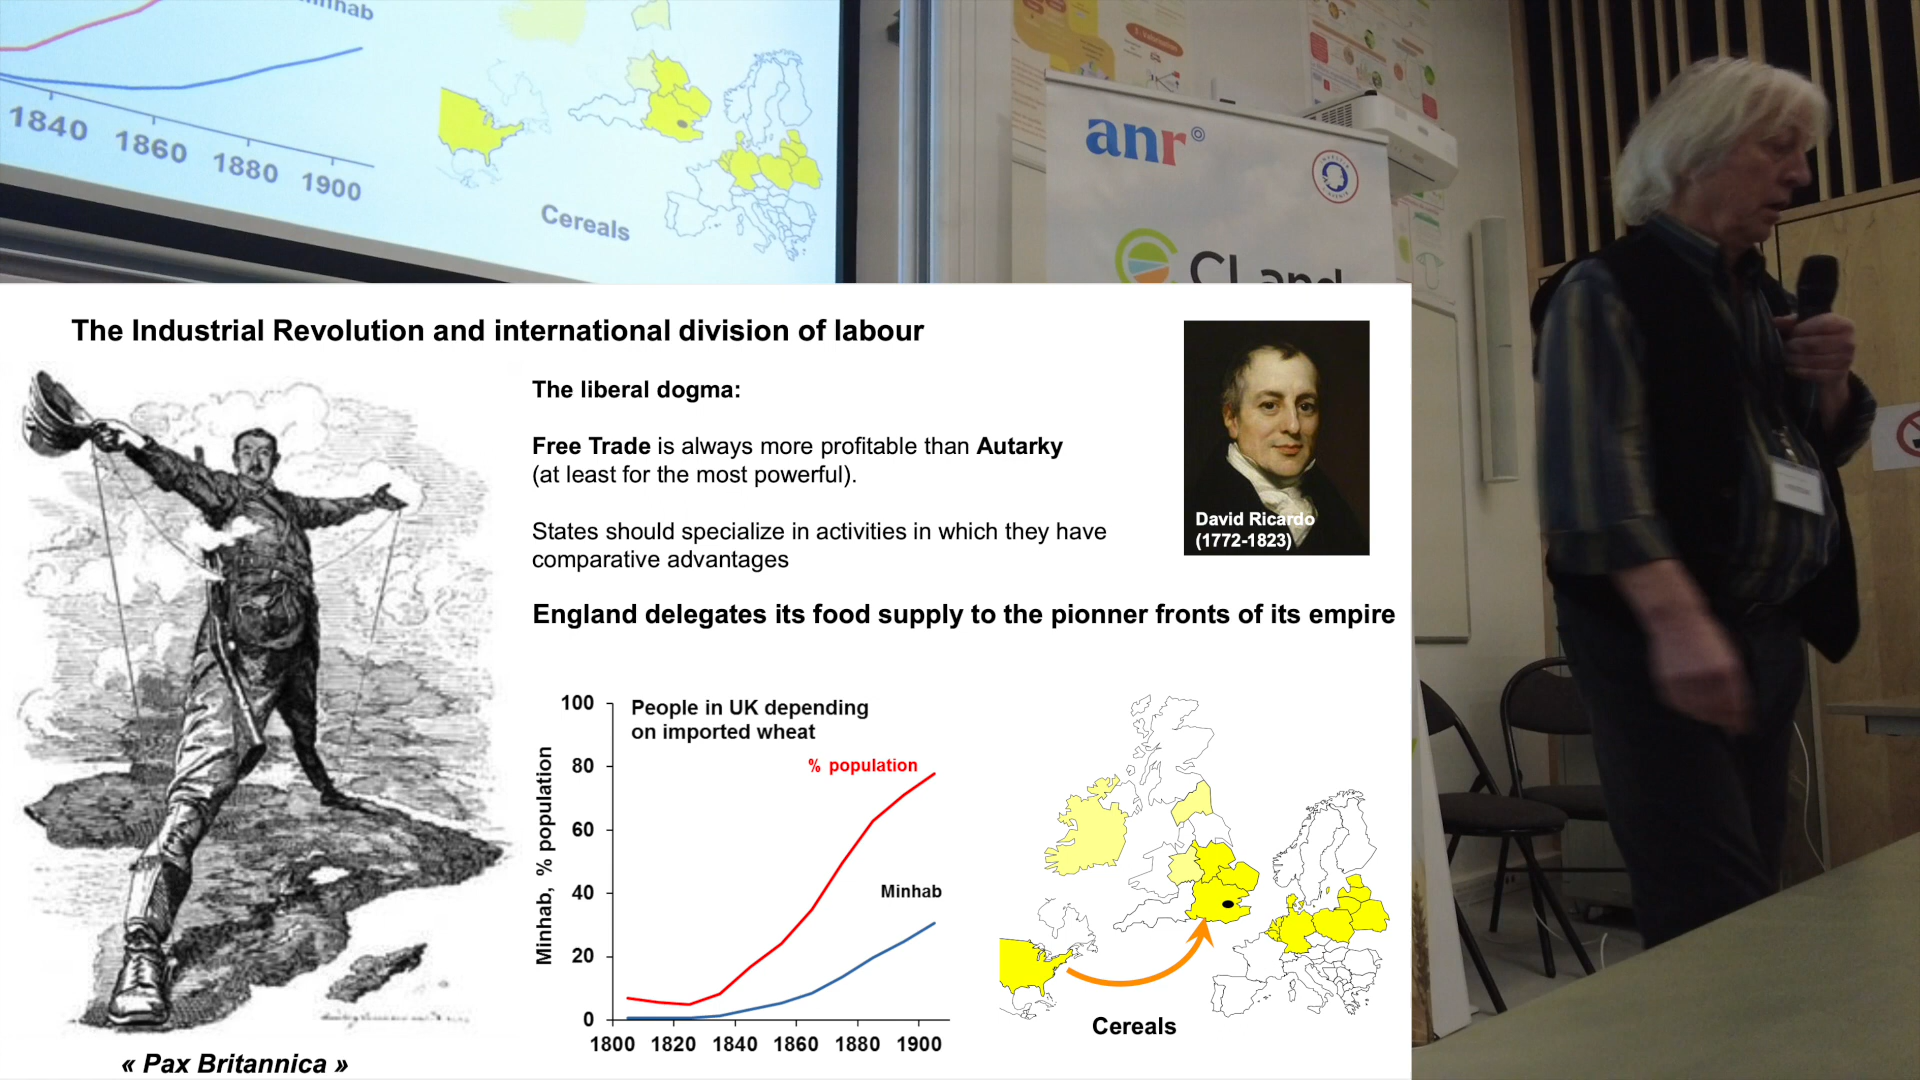 Minhab
1840 1860 1880 1900
Cereals
anr
CLand
The Industrial Revolution and international division of labour
The liberal dogma:
Free Trade is always more profitable than Autarky
(at least for the most powerful).
States should specialize in activities in which they have
comparative advantages
David Ricardo
(1772-1823)
England delegates its food supply to the pionner fronts of its empire
Minhab, % population
100
80
60
40
20
0
People in UK depending
on imported wheat
% population
Minhab
1800 1820 1840 1860 1880 1900
Cereals
« Pax Britannica »